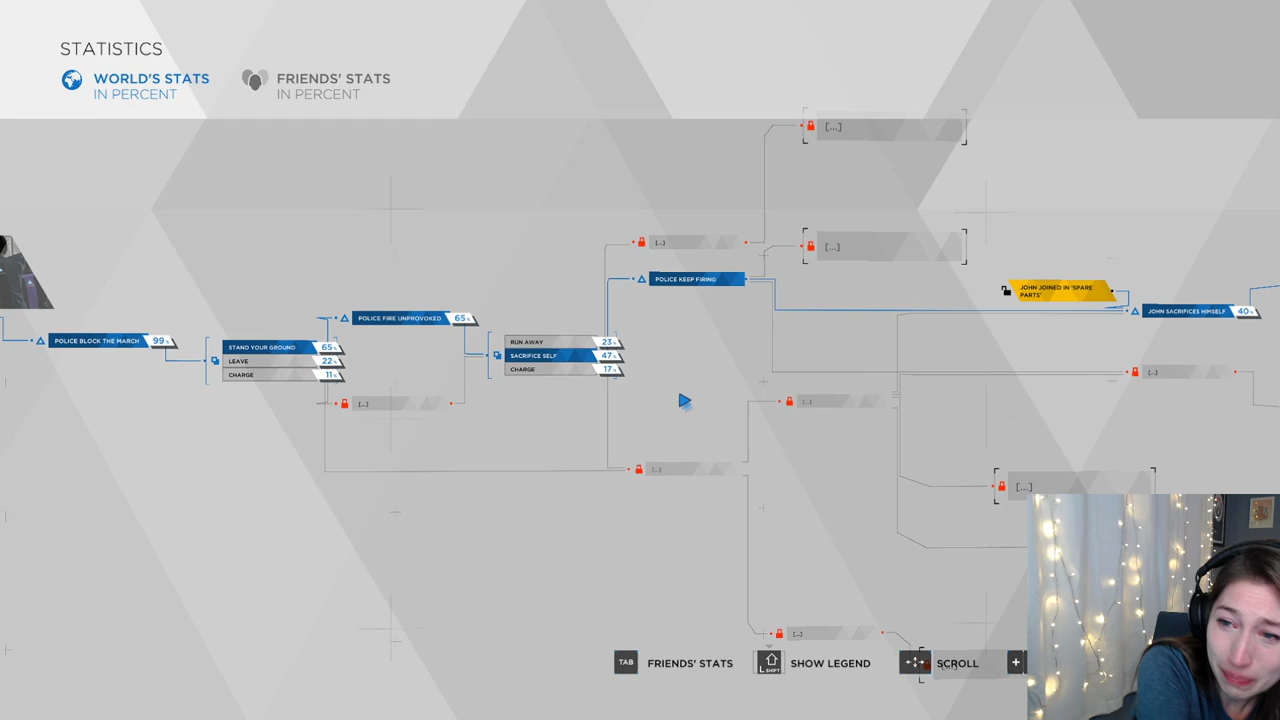 STATISTICS
WORLD'S STATS
IN PERCENT
FRIENDS' STATS
IN PERCENT
[...]
[...]
[...]
POLICE KEEP FIRING
JOHN JOINED IN 'SPARE
PARTS'
JOHN SACRIFICES HIMSELF 40%
POLICE FIRE UNPROVOKED 65%
POLICE BLOCK THE MARCH 99%
STAND YOUR GROUND 65%
LEAVE 22%
CHARGE 11%
RUN AWAY 23%
SACRIFICE SELF 47%
CHARGE 17%
[...]
[...]
[...]
[...]
[...]
[...]
TAB FRIENDS' STATS
L SHIFT SHOW LEGEND
SCROLL
+